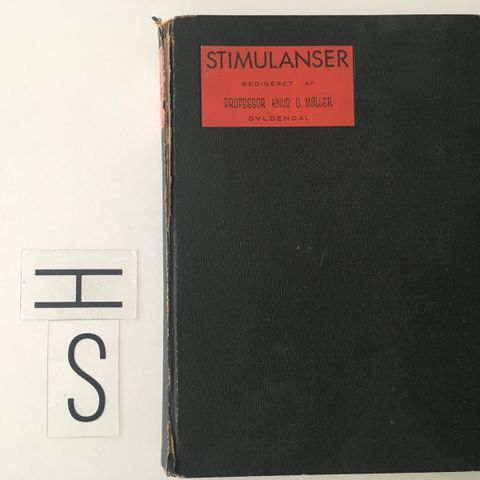 STIMULANSER
REDIGERET AF
PROFESSOR KNUD O. MØLLER
GYLDENDAL
H
S